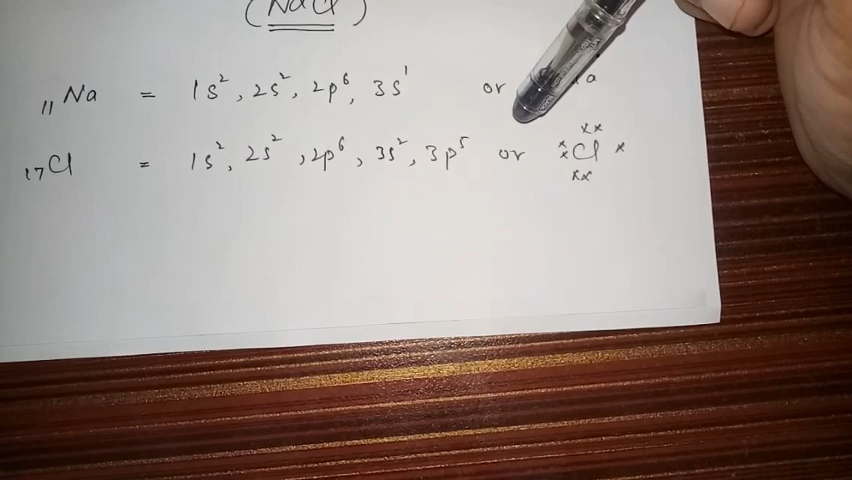 (NaCl)
₁₁Na = 1s², 2s², 2p⁶, 3s¹ or
₁₇Cl = 1s², 2s², 2p⁶, 3s², 3p⁵ or Cl